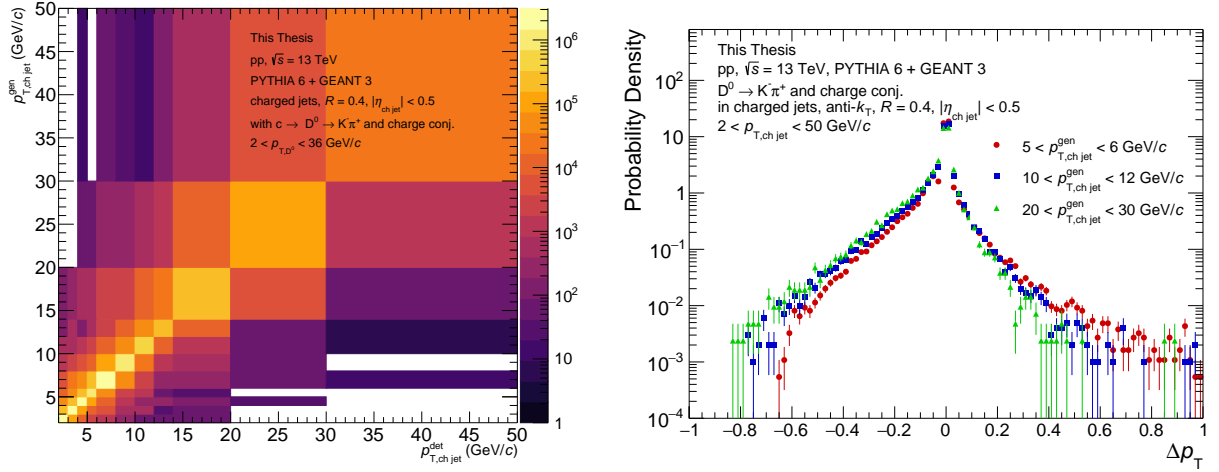 This Thesis
pp, √s = 13 TeV
PYTHIA 6 + GEANT 3
charged jets, R = 0.4, |η_ch jet| < 0.5
with c → D⁰ → K⁻π⁺ and charge conj.
2 < p_T,D⁰ < 36 GeV/c
p^gen_T,ch jet (GeV/c)
50
45
40
35
30
25
20
15
10
5
5 10 15 20 25 30 35 40 45 50
p^det_T,ch jet (GeV/c)
10⁶
10⁵
10⁴
10³
10²
10
1
Probability Density
10²
10
1
10⁻¹
10⁻²
10⁻³
10⁻⁴
This Thesis
pp, √s = 13 TeV, PYTHIA 6 + GEANT 3
D⁰ → K⁻π⁺ and charge conj.
in charged jets, anti-k_T, R = 0.4, |η_ch jet| < 0.5
2 < p_T,ch jet < 50 GeV/c
5 < p^gen_T,ch jet < 6 GeV/c
10 < p^gen_T,ch jet < 12 GeV/c
20 < p^gen_T,ch jet < 30 GeV/c
−1 −0.8 −0.6 −0.4 −0.2 0 0.2 0.4 0.6 0.8 1
Δp_T